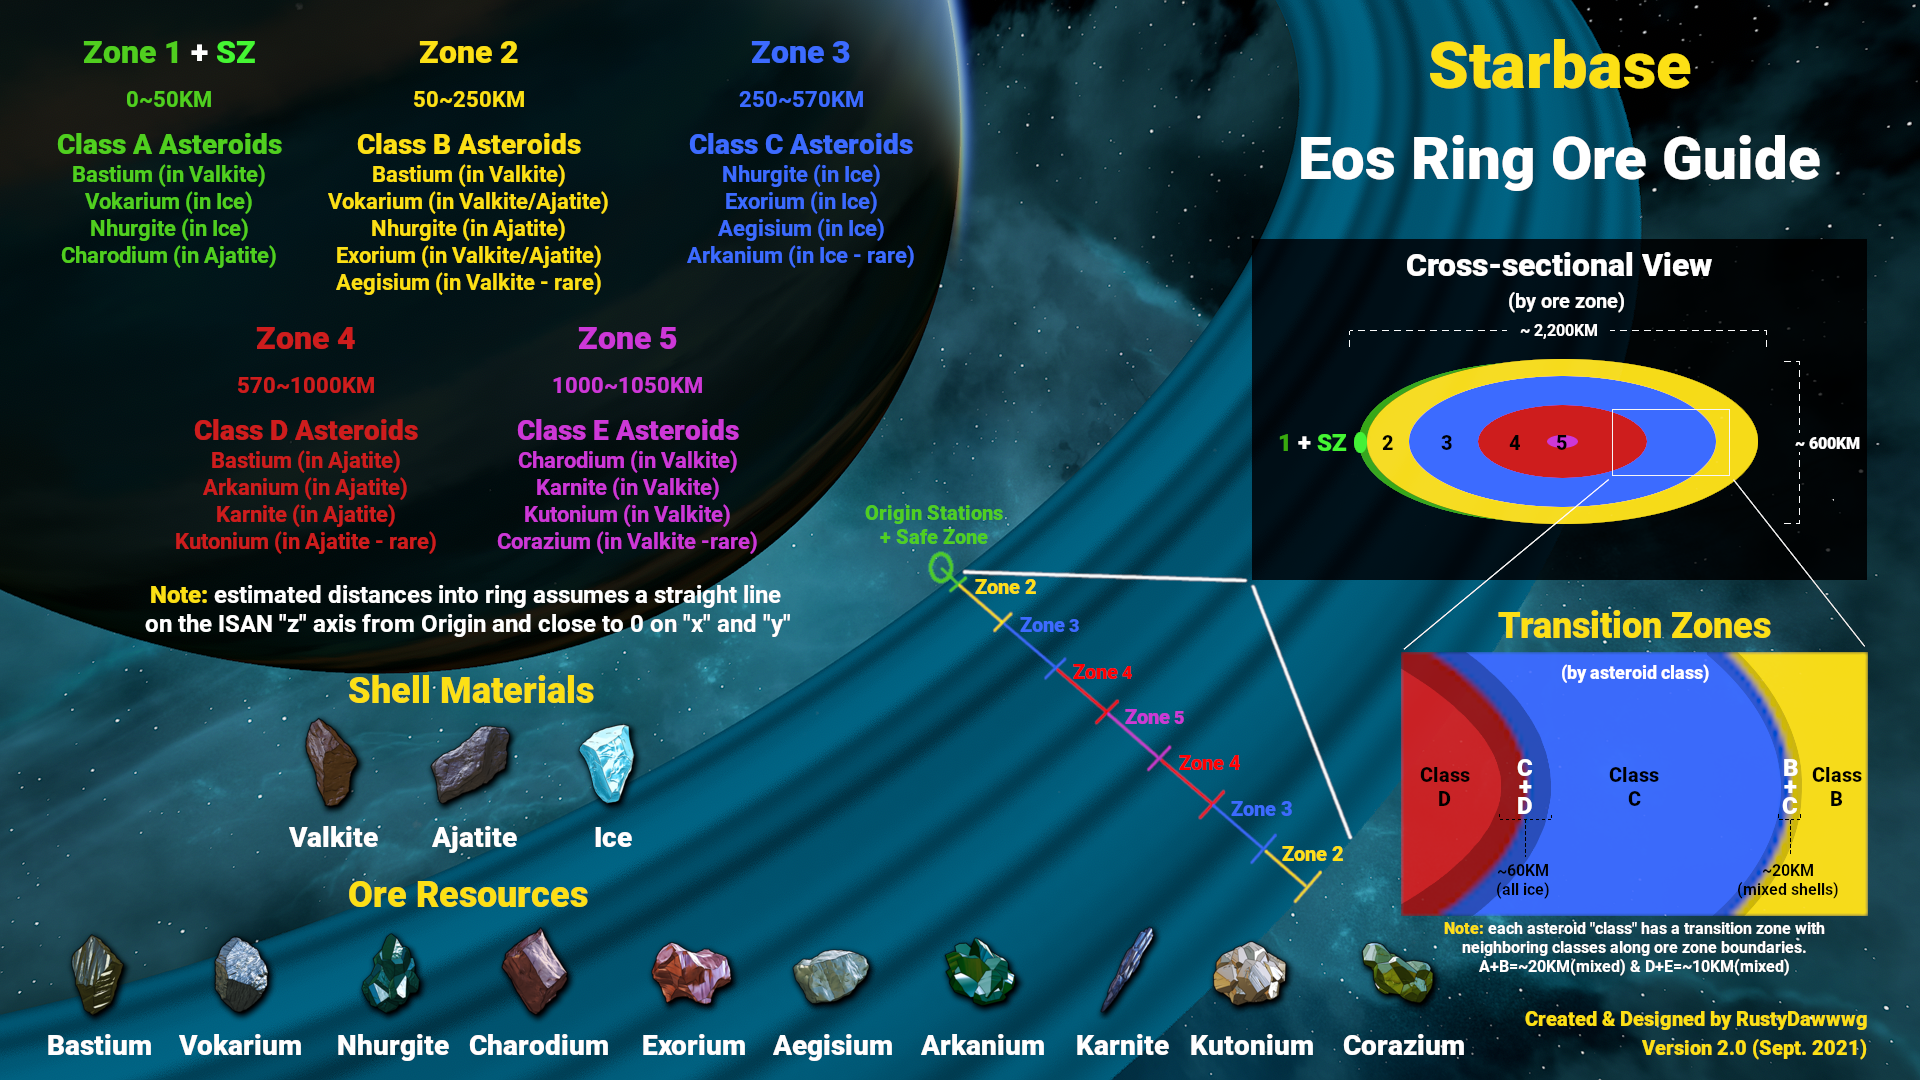 Starbase
Eos Ring Ore Guide
Zone 1 + SZ
0~50KM
Class A Asteroids
Bastium (in Valkite)
Vokarium (in Ice)
Nhurgite (in Ice)
Charodium (in Ajatite)
Zone 2
50~250KM
Class B Asteroids
Bastium (in Valkite)
Vokarium (in Valkite/Ajatite)
Nhurgite (in Ajatite)
Exorium (in Valkite/Ajatite)
Aegisium (in Valkite - rare)
Zone 3
250~570KM
Class C Asteroids
Nhurgite (in Ice)
Exorium (in Ice)
Aegisium (in Ice)
Arkanium (in Ice - rare)
Zone 4
570~1000KM
Class D Asteroids
Bastium (in Ajatite)
Arkanium (in Ajatite)
Karnite (in Ajatite)
Kutonium (in Ajatite - rare)
Zone 5
1000~1050KM
Class E Asteroids
Charodium (in Valkite)
Karnite (in Valkite)
Kutonium (in Valkite)
Corazium (in Valkite -rare)
Note: estimated distances into ring assumes a straight line
on the ISAN "z" axis from Origin and close to 0 on "x" and "y"
Cross-sectional View
(by ore zone)
~ 2,200KM
1 + SZ
2
3
4
5
~ 600KM
Origin Stations
+ Safe Zone
Zone 2
Zone 3
Zone 4
Zone 5
Zone 4
Zone 3
Zone 2
Transition Zones
(by asteroid class)
Class
D
C
+
D
Class
C
B
+
C
Class
B
~60KM
(all ice)
~20KM
(mixed shells)
Note: each asteroid "class" has a transition zone with
neighboring classes along ore zone boundaries.
A+B=~20KM(mixed) & D+E=~10KM(mixed)
Shell Materials
Valkite
Ajatite
Ice
Ore Resources
Bastium
Vokarium
Nhurgite
Charodium
Exorium
Aegisium
Arkanium
Karnite
Kutonium
Corazium
Created & Designed by RustyDawwwg
Version 2.0 (Sept. 2021)